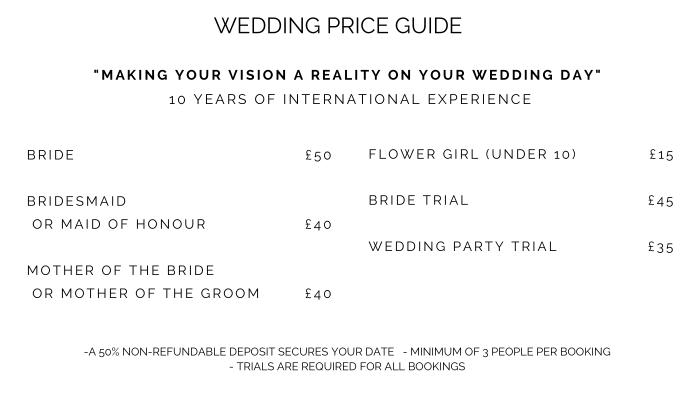 WEDDING PRICE GUIDE
"MAKING YOUR VISION A REALITY ON YOUR WEDDING DAY"
10 YEARS OF INTERNATIONAL EXPERIENCE
BRIDE £50
BRIDESMAID
OR MAID OF HONOUR £40
MOTHER OF THE BRIDE
OR MOTHER OF THE GROOM £40
FLOWER GIRL (UNDER 10) £15
BRIDE TRIAL £45
WEDDING PARTY TRIAL £35
-A 50% NON-REFUNDABLE DEPOSIT SECURES YOUR DATE - MINIMUM OF 3 PEOPLE PER BOOKING
- TRIALS ARE REQUIRED FOR ALL BOOKINGS